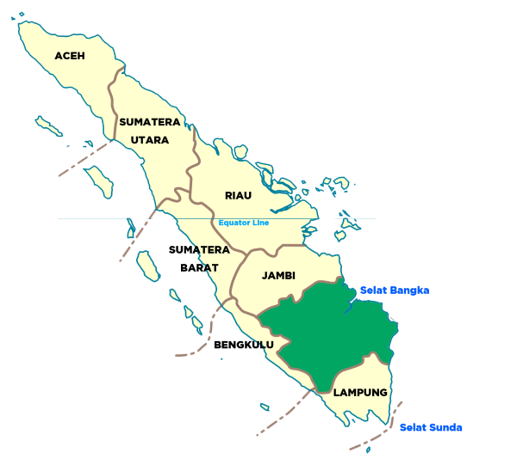 ACEH
SUMATERA
UTARA
RIAU
Equator Line
SUMATERA
BARAT
JAMBI
Selat Bangka
BENGKULU
LAMPUNG
Selat Sunda